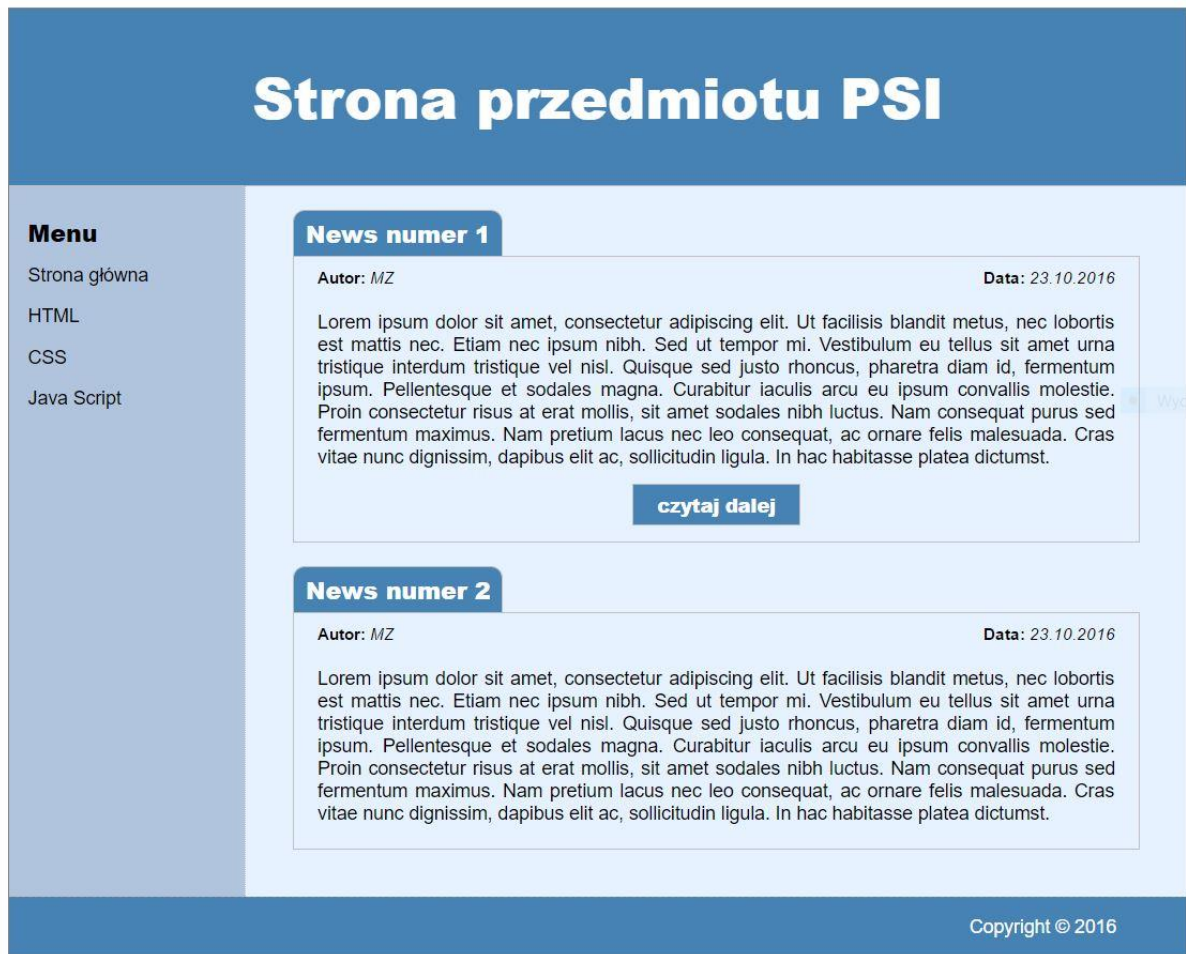 Strona przedmiotu PSI
Menu
Strona główna
HTML
CSS
Java Script
News numer 1
Autor: MZ Data: 23.10.2016
Lorem ipsum dolor sit amet, consectetur adipiscing elit. Ut facilisis blandit metus, nec lobortis
est mattis nec. Etiam nec ipsum nibh. Sed ut tempor mi. Vestibulum eu tellus sit amet urna
tristique interdum tristique vel nisl. Quisque sed justo rhoncus, pharetra diam id, fermentum
ipsum. Pellentesque et sodales magna. Curabitur iaculis arcu eu ipsum convallis molestie.
Proin consectetur risus at erat mollis, sit amet sodales nibh luctus. Nam consequat purus sed
fermentum maximus. Nam pretium lacus nec leo consequat, ac ornare felis malesuada. Cras
vitae nunc dignissim, dapibus elit ac, sollicitudin ligula. In hac habitasse platea dictumst.
czytaj dalej
News numer 2
Autor: MZ Data: 23.10.2016
Lorem ipsum dolor sit amet, consectetur adipiscing elit. Ut facilisis blandit metus, nec lobortis
est mattis nec. Etiam nec ipsum nibh. Sed ut tempor mi. Vestibulum eu tellus sit amet urna
tristique interdum tristique vel nisl. Quisque sed justo rhoncus, pharetra diam id, fermentum
ipsum. Pellentesque et sodales magna. Curabitur iaculis arcu eu ipsum convallis molestie.
Proin consectetur risus at erat mollis, sit amet sodales nibh luctus. Nam consequat purus sed
fermentum maximus. Nam pretium lacus nec leo consequat, ac ornare felis malesuada. Cras
vitae nunc dignissim, dapibus elit ac, sollicitudin ligula. In hac habitasse platea dictumst.
Copyright © 2016